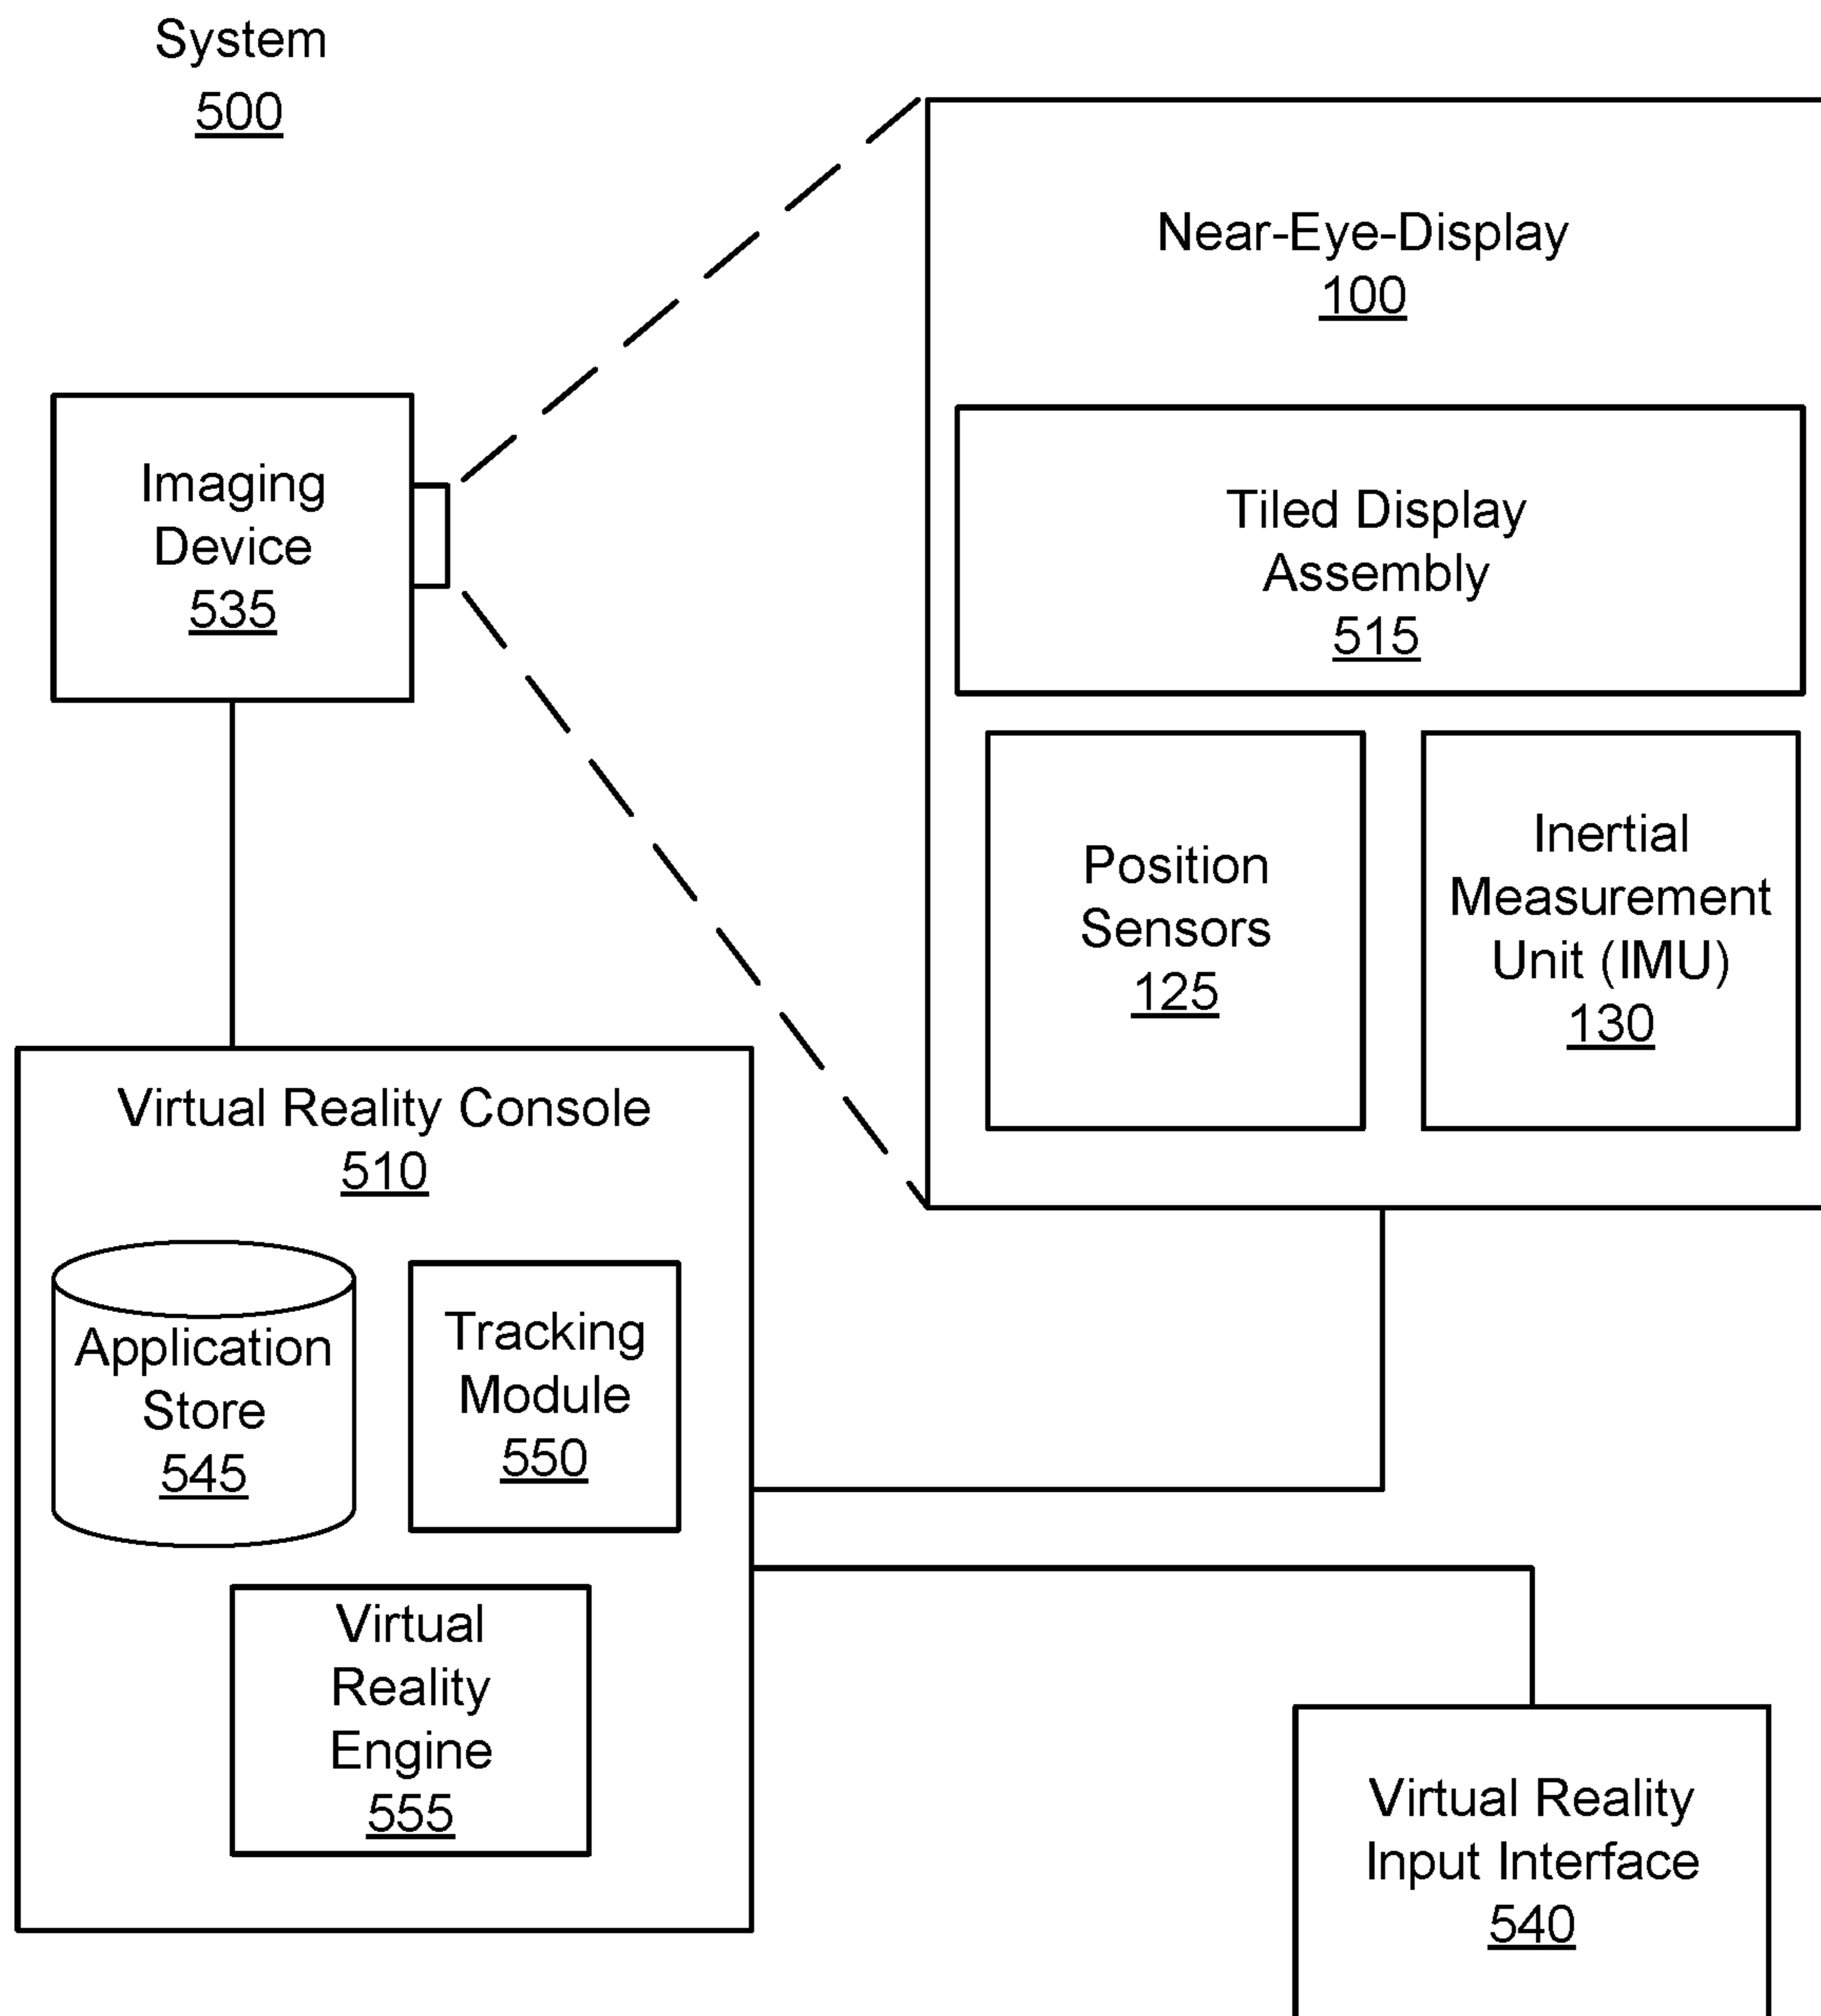 System
500
Near-Eye-Display
100
Imaging
Device
535
Tiled Display
Assembly
515
Position
Sensors
125
Inertial
Measurement
Unit (IMU)
130
Virtual Reality Console
510
Application
Store
545
Tracking
Module
550
Virtual
Reality
Engine
555
Virtual Reality
Input Interface
540